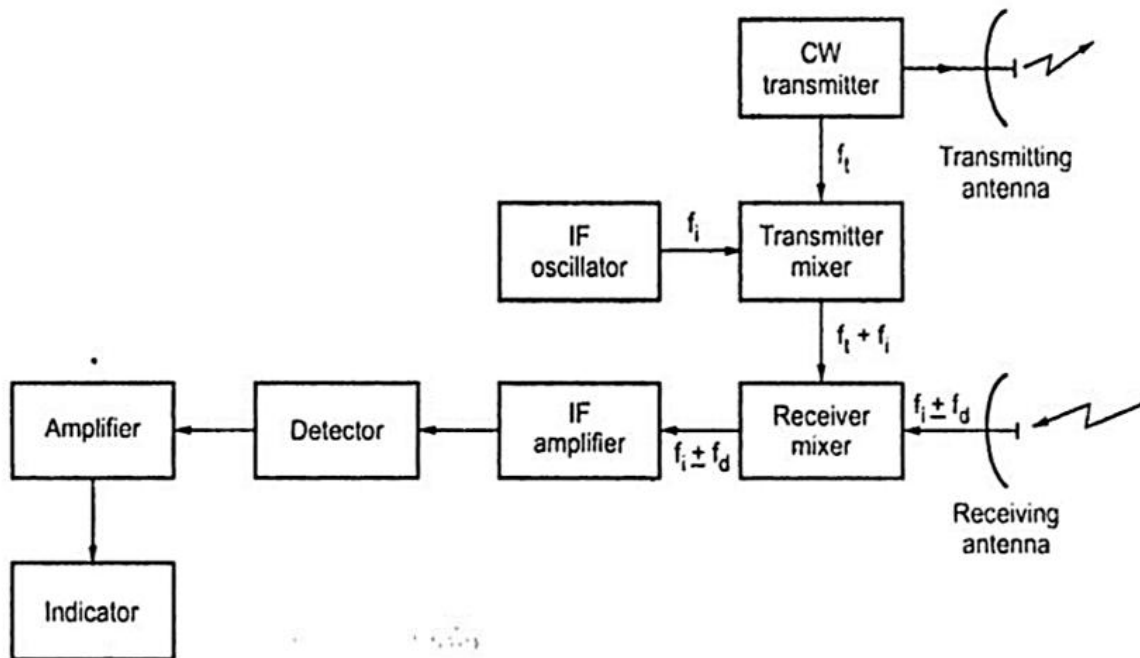 CW
transmitter
f_t
Transmitting
antenna
IF
oscillator
f_i
Transmitter
mixer
f_t + f_i
Amplifier
Detector
IF
amplifier
f_i ± f_d
Receiver
mixer
f_i ± f_d
Receiving
antenna
Indicator